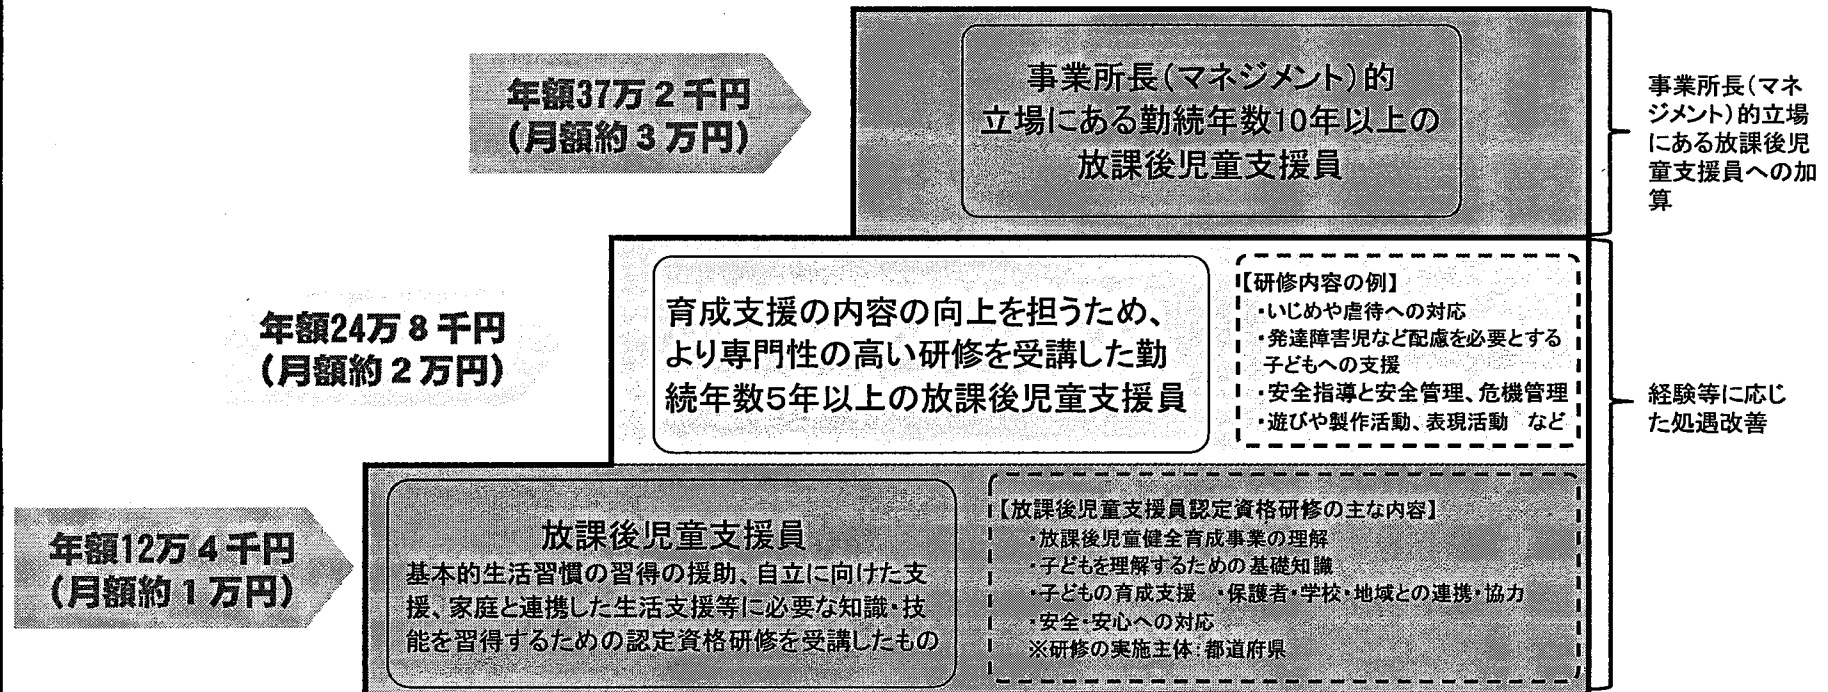 年額37万2千円
(月額約3万円)
事業所長(マネジメント)的
立場にある勤続年数10年以上の
放課後児童支援員
事業所長(マネ
ジメント)的立場
にある放課後児
童支援員への加
算
年額24万8千円
(月額約2万円)
育成支援の内容の向上を担うため、
より専門性の高い研修を受講した勤
続年数5年以上の放課後児童支援員
【研修内容の例】
・いじめや虐待への対応
・発達障害児など配慮を必要とする
子どもへの支援
・安全指導と安全管理、危機管理
・遊びや製作活動、表現活動 など
経験等に応じ
た処遇改善
年額12万4千円
(月額約1万円)
放課後児童支援員
基本的生活習慣の習得の援助、自立に向けた支
援、家庭と連携した生活支援等に必要な知識・技
能を習得するための認定資格研修を受講したもの
【放課後児童支援員認定資格研修の主な内容】
・放課後児童健全育成事業の理解
・子どもを理解するための基礎知識
・子どもの育成支援 ・保護者・学校・地域との連携・協力
・安全・安心への対応
※研修の実施主体:都道府県